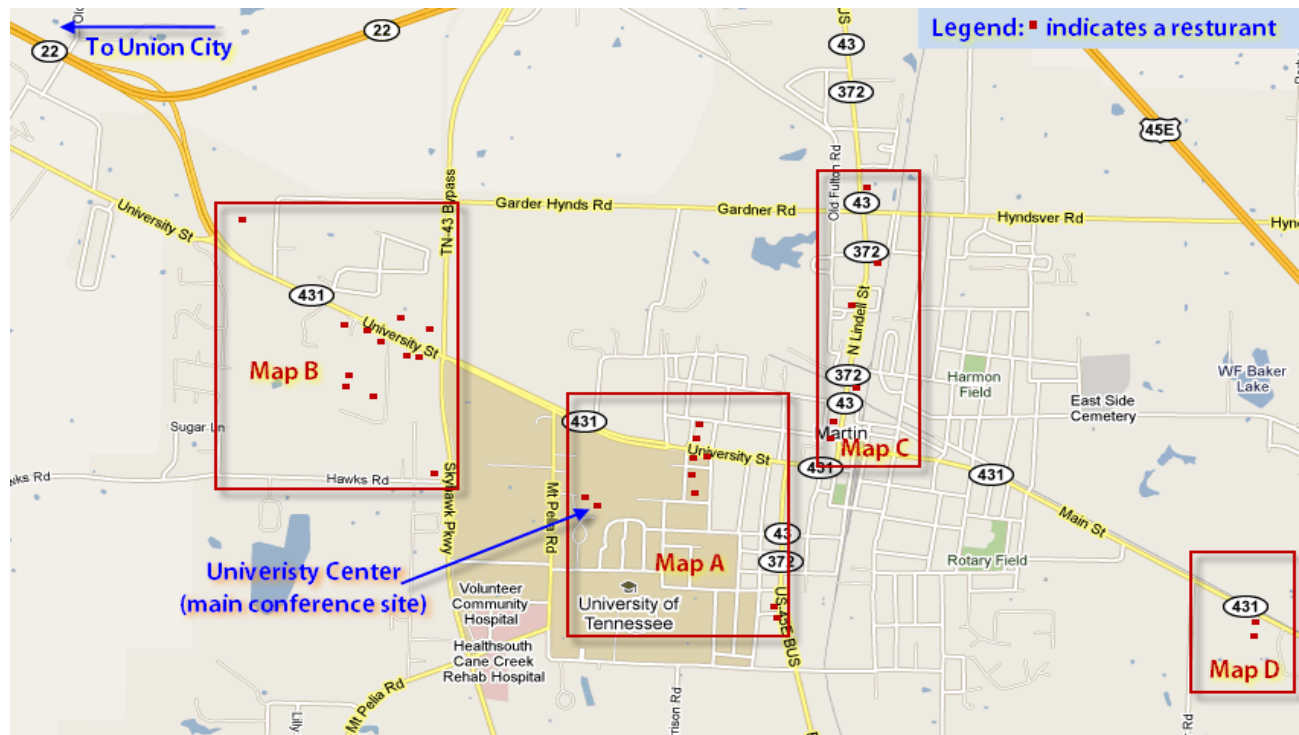 Old
22
To Union City
22
US
43
Legend: ▪ indicates a resturant
372
45E
Old Fulton Rd
TN-43 Bypass
University St
Garder Hynds Rd
Gardner Rd
43
Hyndsver Rd
372
431
University St
N Lindell St
Map B
372
43
Harmon
Field
WF Baker
Lake
East Side
Cemetery
Sugar Ln
431
Martin
Map C
University St
431
431
Hawks Rd
Skyhawk Pkwy
Mt Pelia Rd
Main St
43
372
Map A
Rotary Field
Univeristy Center
(main conference site)
Volunteer
Community
Hospital
University of
Tennessee
US-45E BUS
431
Healthsouth
Cane Creek
Rehab Hospital
Map D
Mt Pelia Rd